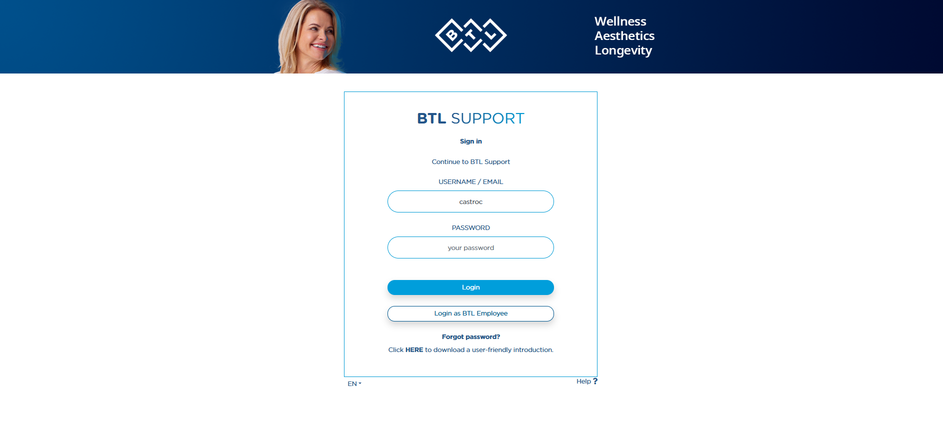 BTL
Wellness
Aesthetics
Longevity
BTL SUPPORT
Sign in
Continue to BTL Support
USERNAME / EMAIL
castroc
PASSWORD
your password
Login
Login as BTL Employee
Forgot password?
Click HERE to download a user-friendly introduction.
EN
Help ?